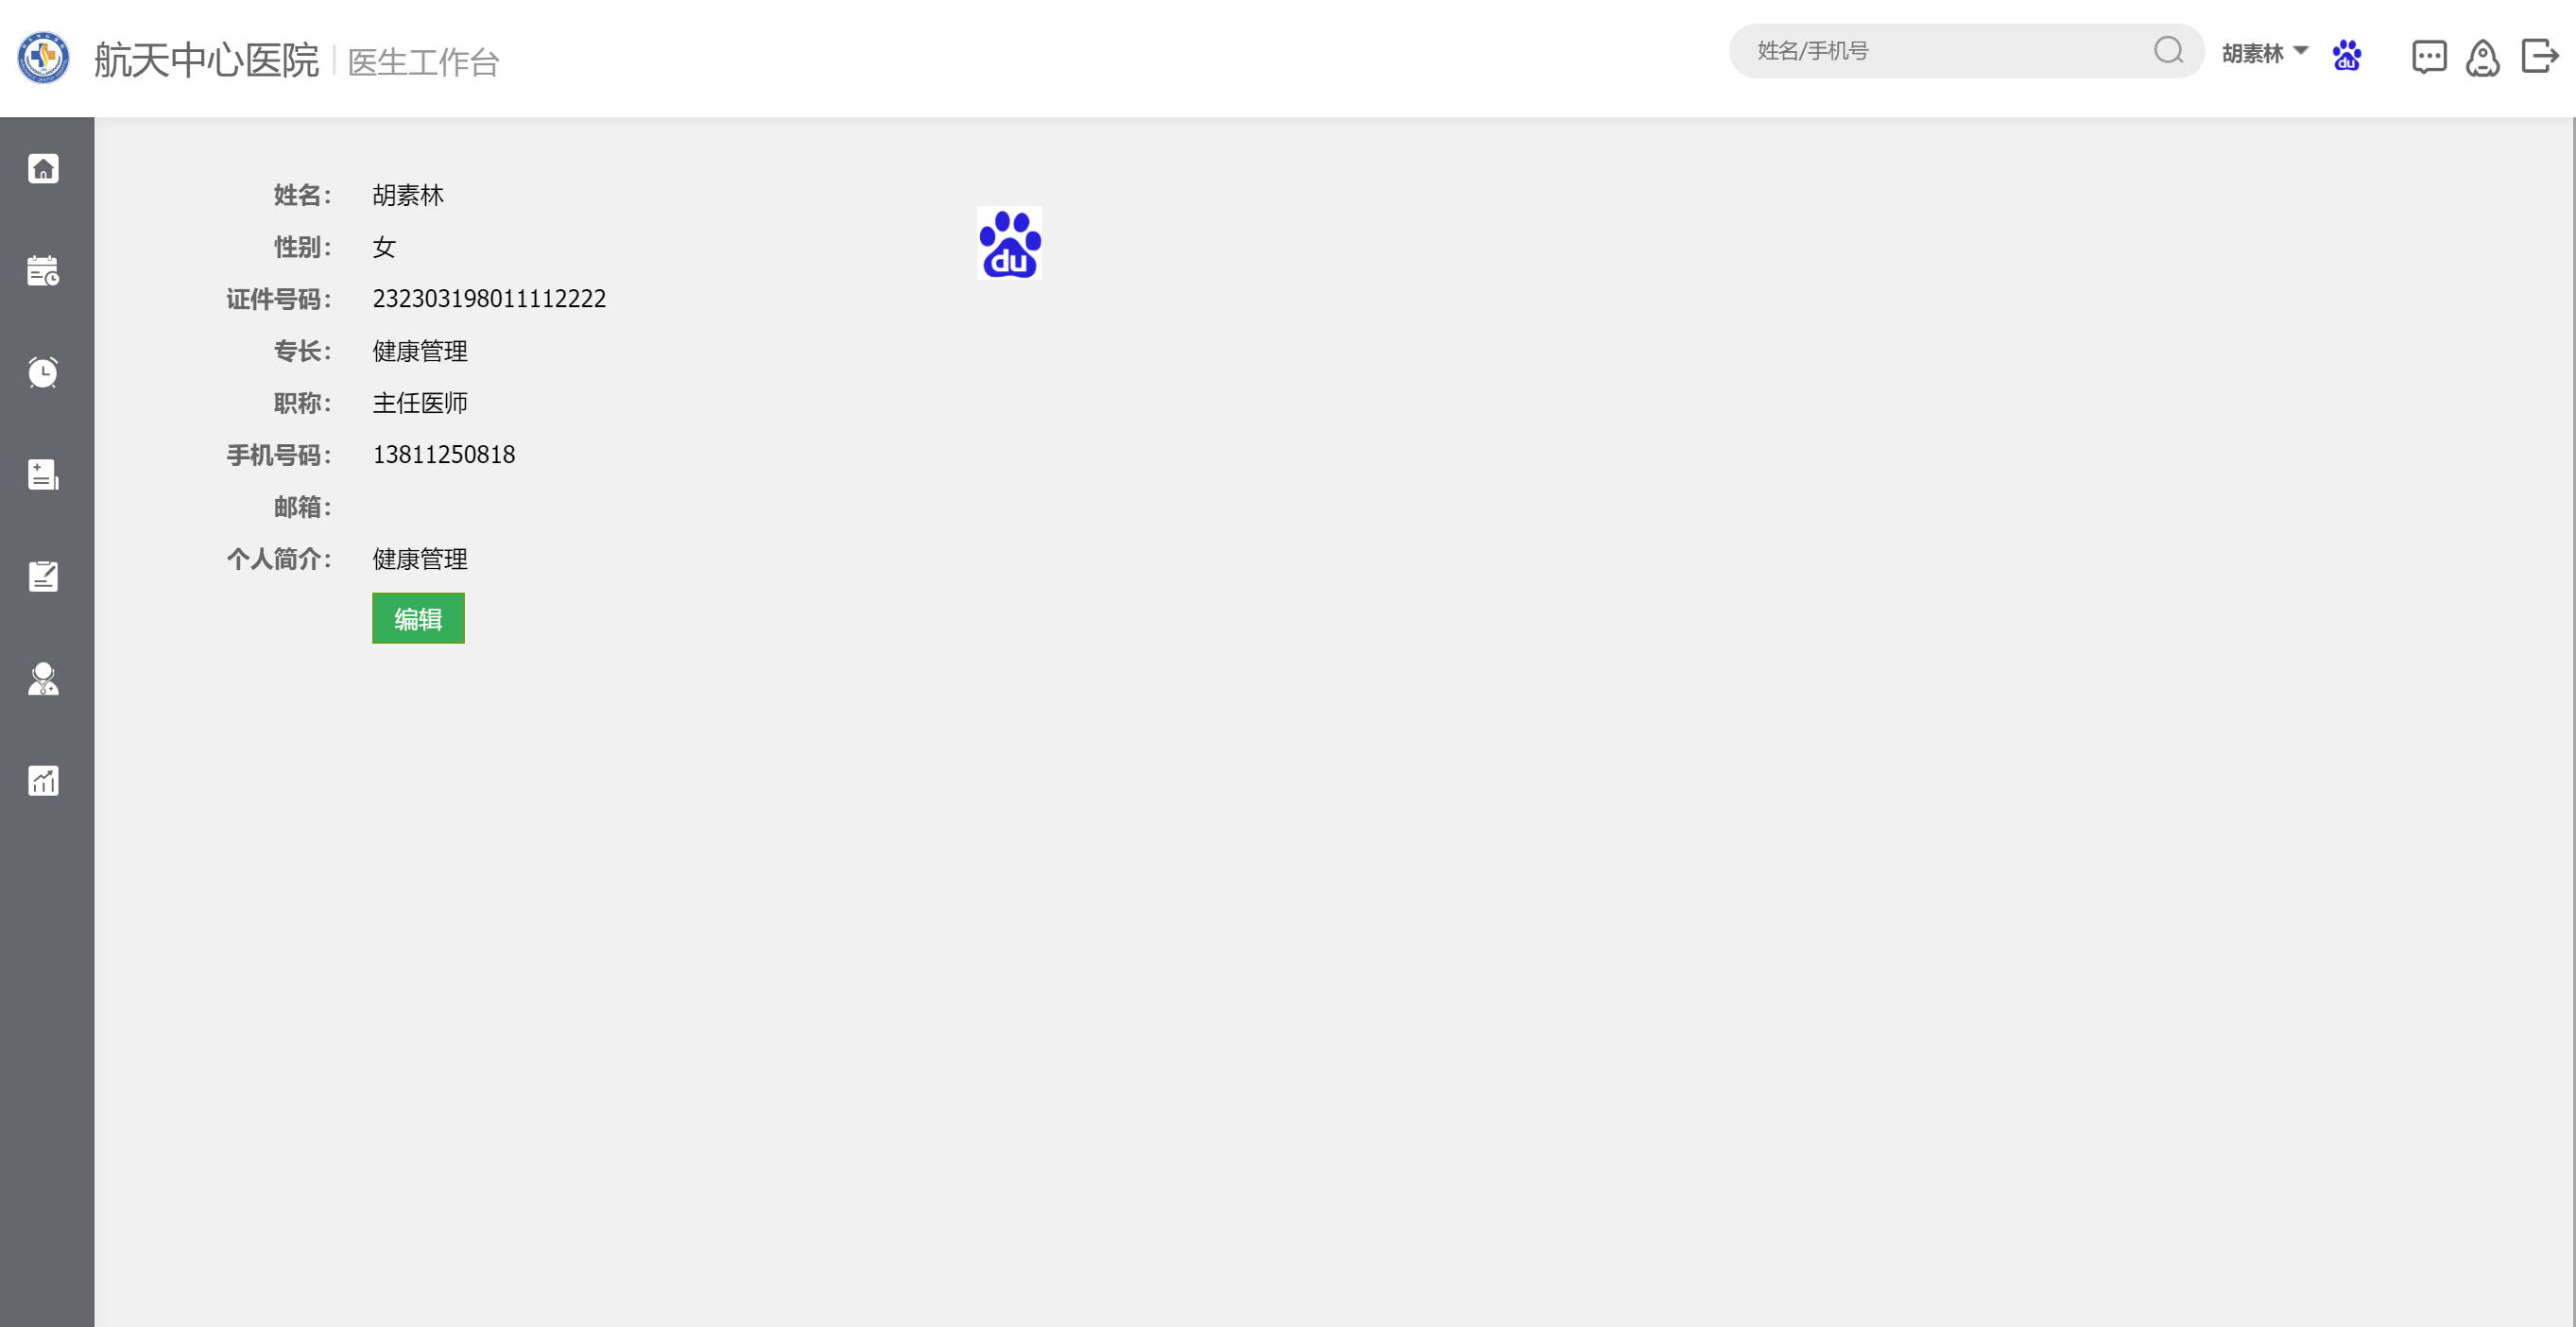 航天中心医院 医生工作台
姓名/手机号
胡素林
du
姓名： 胡素林
性别： 女
du
证件号码： 232303198011112222
专长： 健康管理
职称： 主任医师
手机号码： 13811250818
邮箱：
个人简介： 健康管理
编辑